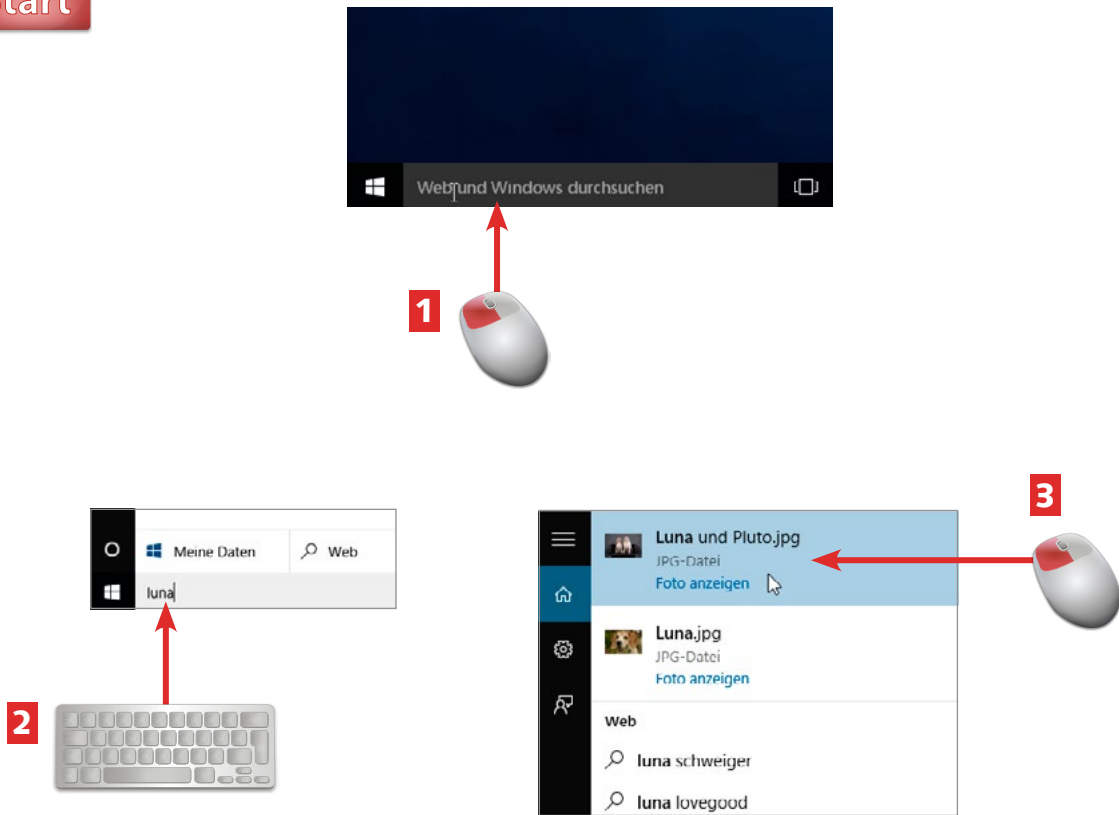 Start
Web und Windows durchsuchen
1
2
Meine Daten
Web
luna
3
Luna und Pluto.jpg
JPG-Datei
Foto anzeigen
Luna.jpg
JPG-Datei
Foto anzeigen
Web
luna schweiger
luna lovegood